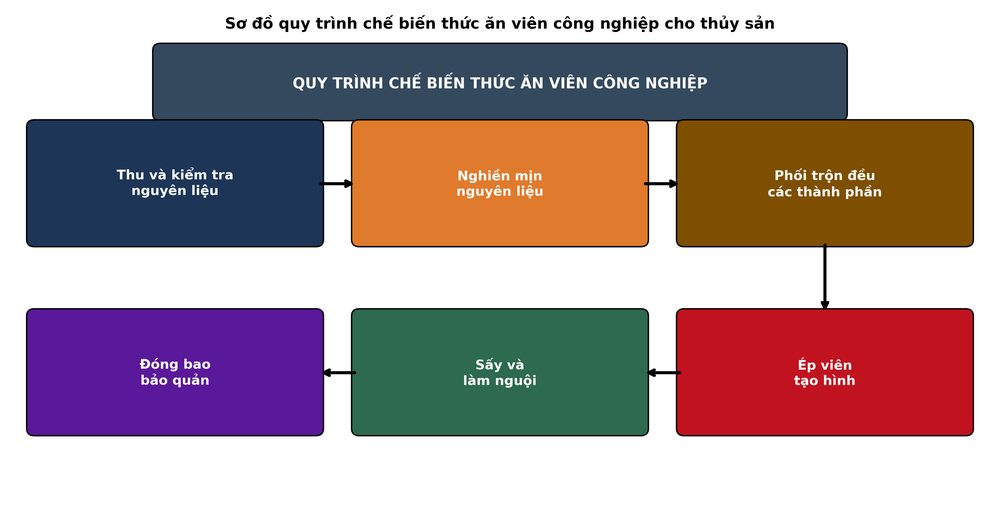 Sơ đồ quy trình chế biến thức ăn viên công nghiệp cho thủy sản
QUY TRÌNH CHẾ BIẾN THỨC ĂN VIÊN CÔNG NGHIỆP
Thu và kiểm tra
nguyên liệu
Nghiền mịn
nguyên liệu
Phối trộn đều
các thành phần
Ép viên
tạo hình
Sấy và
làm nguội
Đóng bao
bảo quản